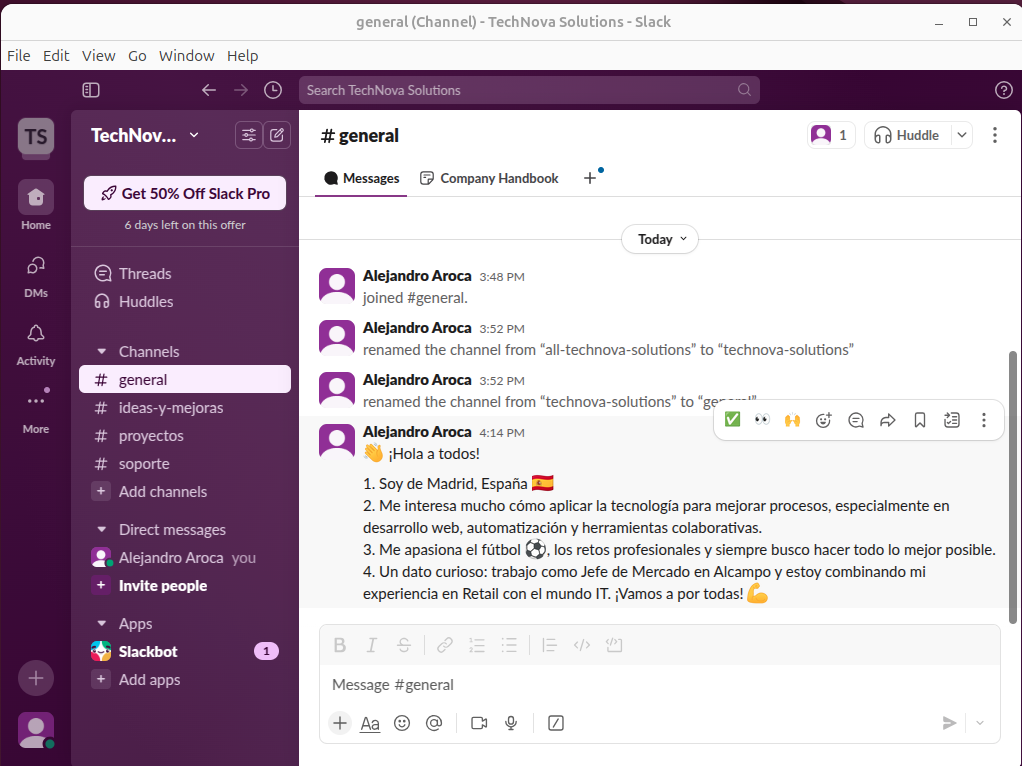 general (Channel) - TechNova Solutions - Slack
File Edit View Go Window Help
Search TechNova Solutions
TS
Home
DMs
Activity
More
TechNov...
Get 50% Off Slack Pro
6 days left on this offer
Threads
Huddles
Channels
# general
# ideas-y-mejoras
# proyectos
# soporte
+ Add channels
Direct messages
Alejandro Aroca you
+ Invite people
Apps
Slackbot 1
+ Add apps
# general
1
Huddle
Messages
Company Handbook
Today
Alejandro Aroca 3:48 PM
joined #general.
Alejandro Aroca 3:52 PM
renamed the channel from “all-technova-solutions” to “technova-solutions”
Alejandro Aroca 3:52 PM
renamed the channel from “technova-solutions” to “general”
Alejandro Aroca 4:14 PM
👋 ¡Hola a todos!
1. Soy de Madrid, España 🇪🇸
2. Me interesa mucho cómo aplicar la tecnología para mejorar procesos, especialmente en
desarrollo web, automatización y herramientas colaborativas.
3. Me apasiona el fútbol ⚽, los retos profesionales y siempre busco hacer todo lo mejor posible.
4. Un dato curioso: trabajo como Jefe de Mercado en Alcampo y estoy combinando mi
experiencia en Retail con el mundo IT. ¡Vamos a por todas! 💪
Message #general
Aa